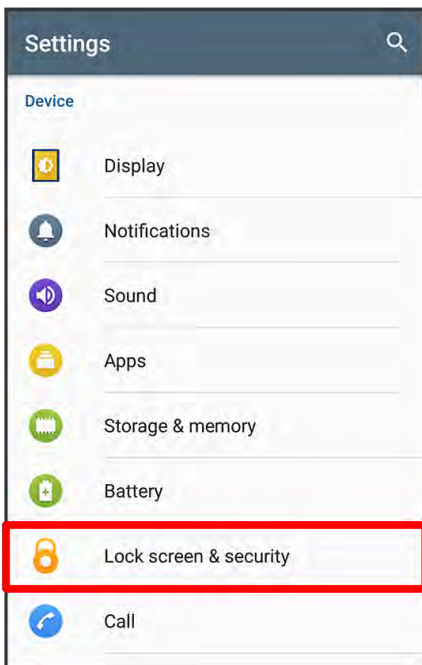 Settings
Device
Display
Notifications
Sound
Apps
Storage & memory
Battery
Lock screen & security
Call